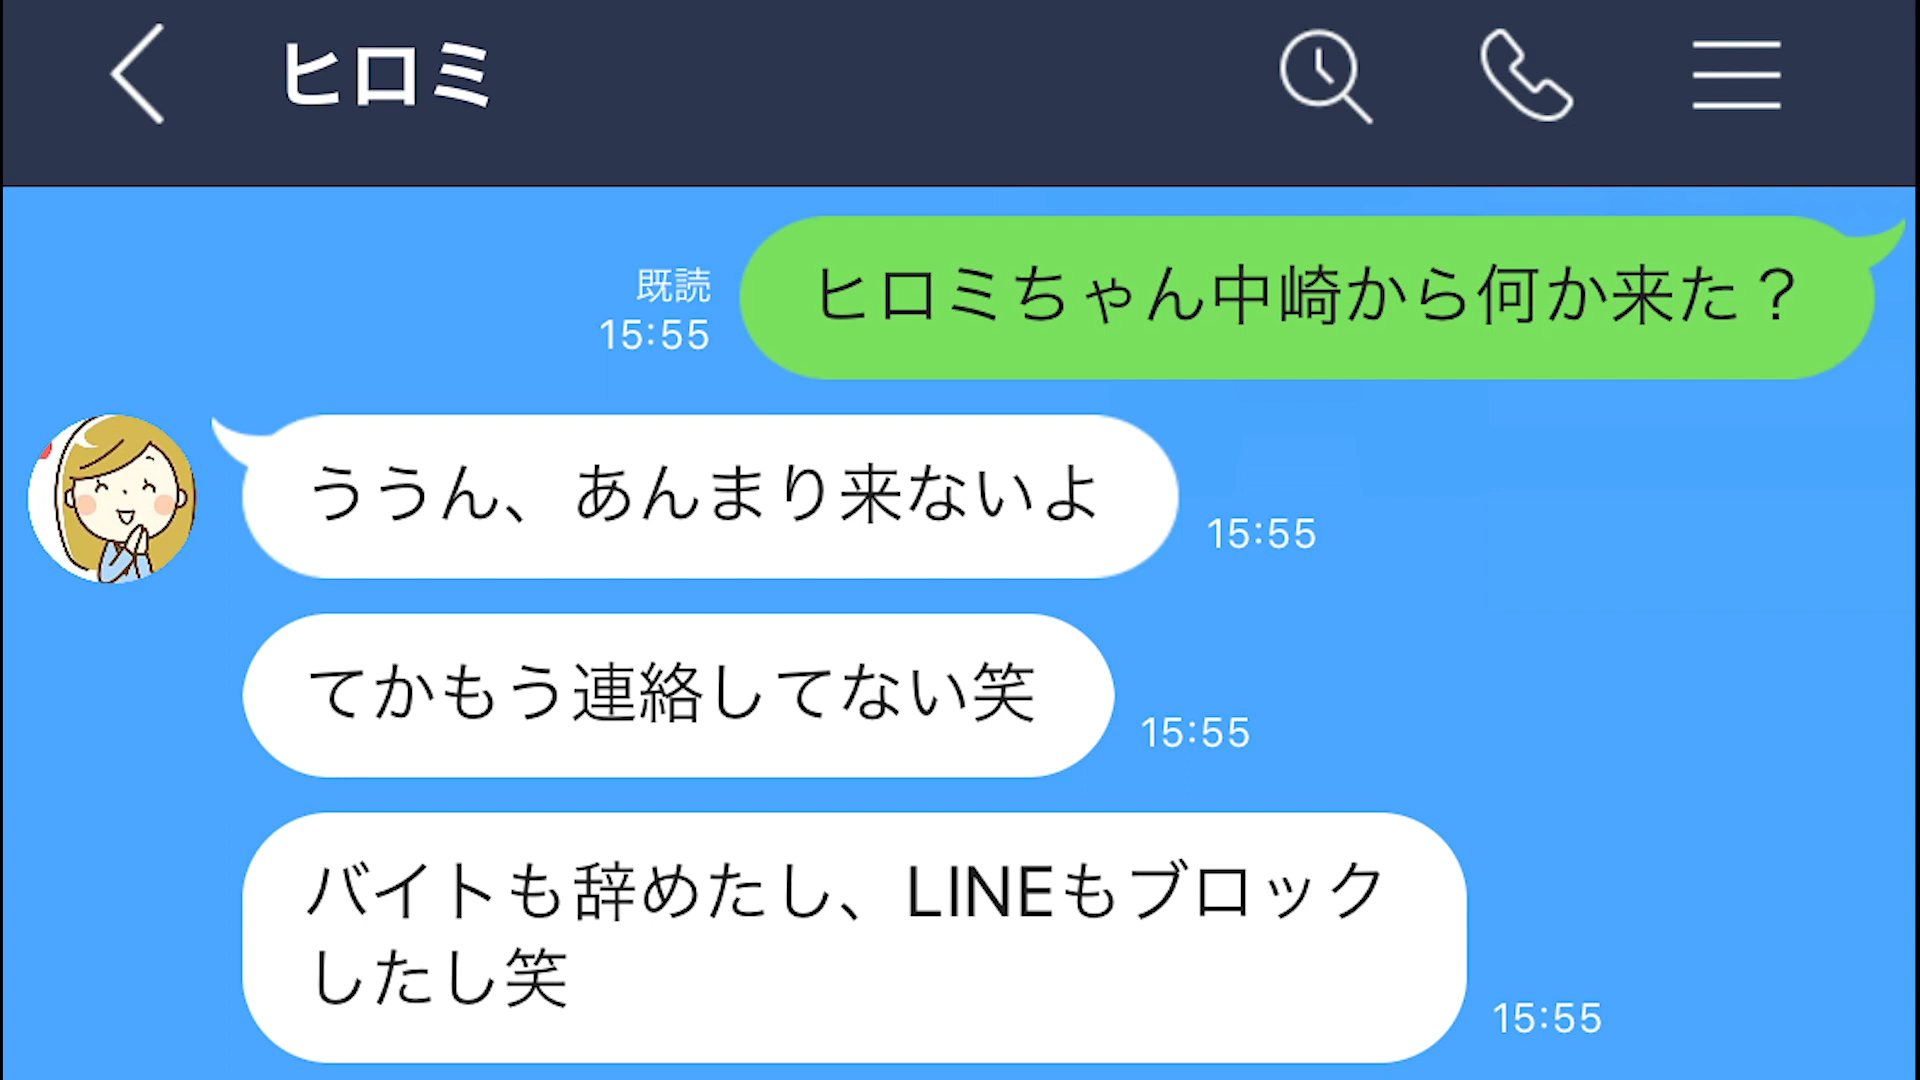 ヒロミ
ヒロミちゃん中崎から何か来た？
既読
15:55
ううん、あんまり来ないよ
15:55
てかもう連絡してない笑
15:55
バイトも辞めたし、LINEもブロック
したし笑
15:55